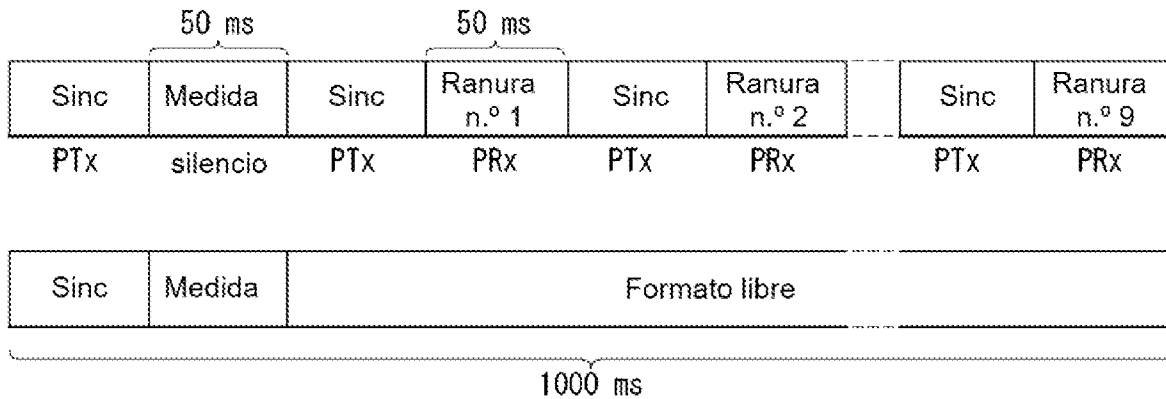 50 ms 50 ms
Sinc Medida Sinc Ranura n.º 1 Sinc Ranura n.º 2 Sinc Ranura n.º 9
PTx silencio PTx PRx PTx PRx PTx PRx
Sinc Medida Formato libre
1000 ms